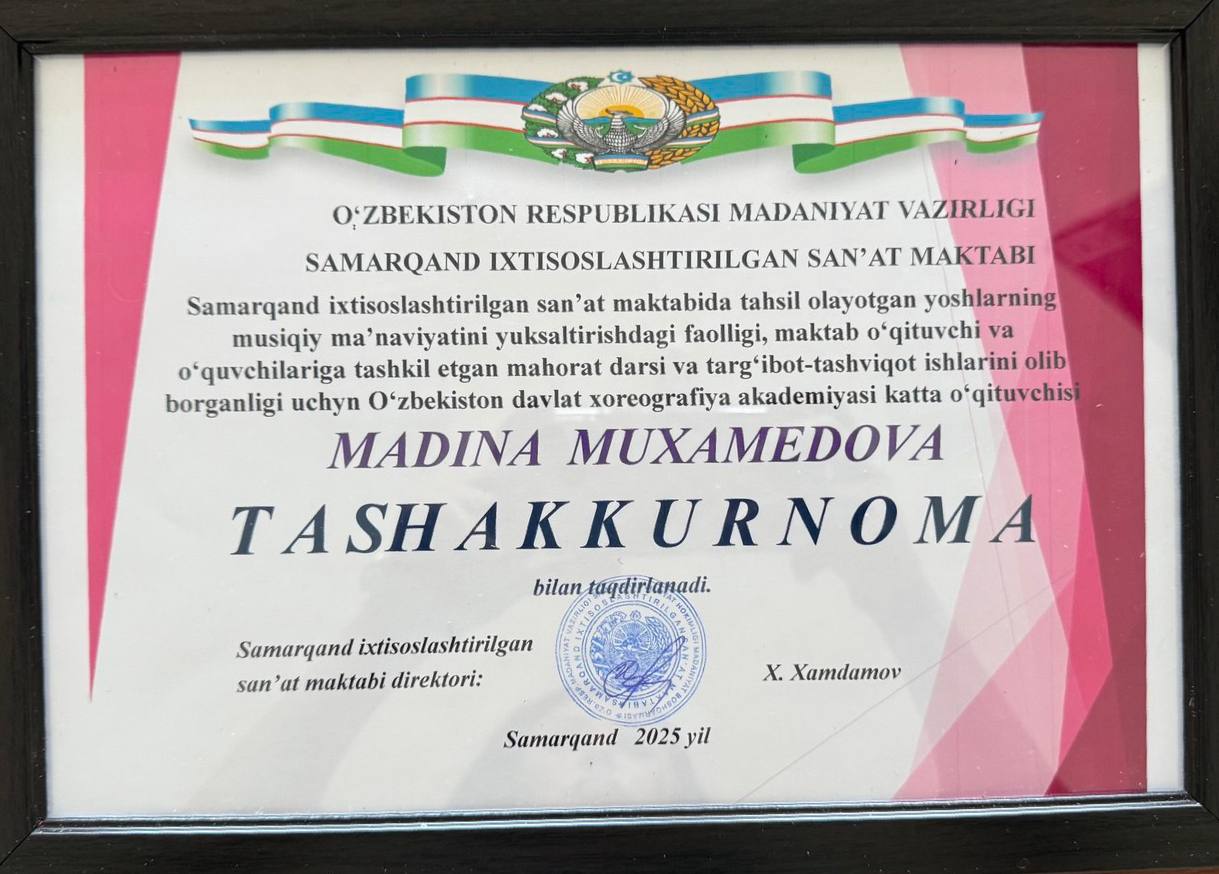 O‘ZBEKISTON RESPUBLIKASI MADANIYAT VAZIRLIGI
SAMARQAND IXTISOSLASHTIRILGAN SAN’AT MAKTABI
Samarqand ixtisoslashtirilgan san’at maktabida tahsil olayotgan yoshlarning
musiqiy ma’naviyatini yuksaltirishdagi faolligi, maktab o‘qituvchi va
o‘quvchilariga tashkil etgan mahorat darsi va targ‘ibot-tashviqot ishlarini olib
borganligi uchyn O‘zbekiston davlat xoreografiya akademiyasi katta o‘qituvchisi
MADINA MUXAMEDOVA
TASHAKKURNOMA
bilan taqdirlanadi.
Samarqand ixtisoslashtirilgan
san’at maktabi direktori:
X. Xamdamov
Samarqand 2025 yil